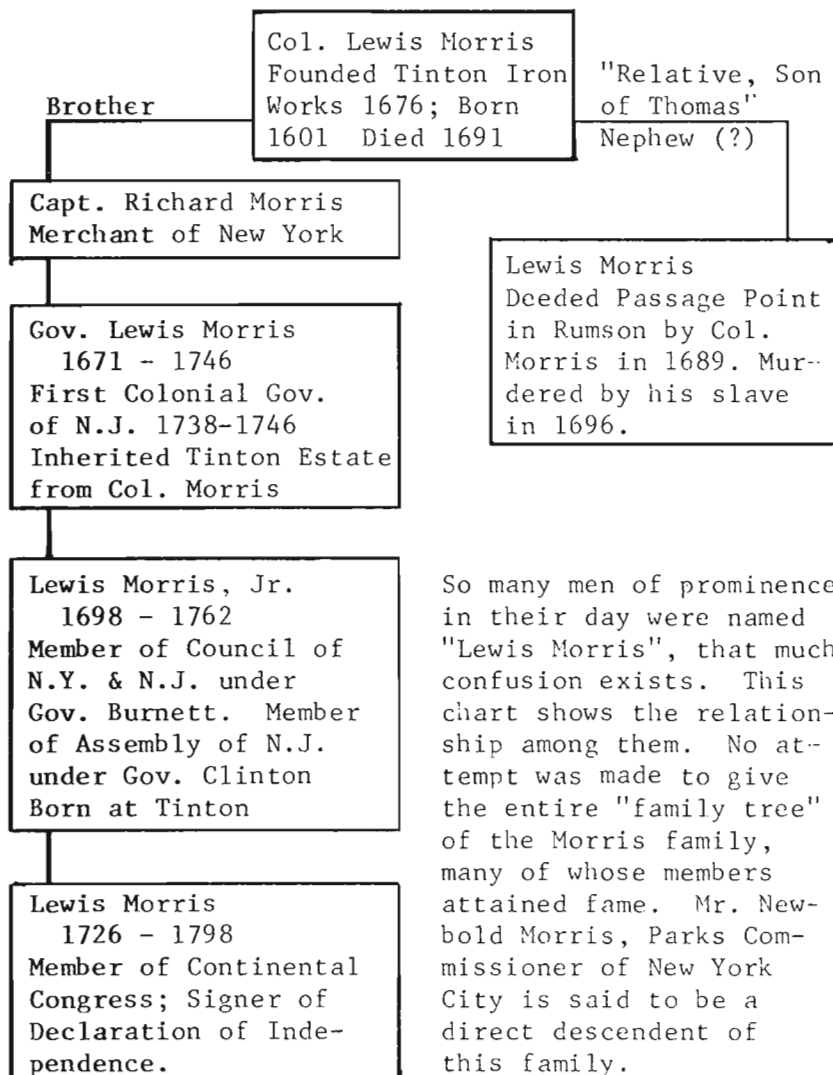 Col. Lewis Morris
Founded Tinton Iron
Works 1676; Born
1601 Died 1691
Brother
"Relative, Son
of Thomas"
Nephew (?)
Capt. Richard Morris
Merchant of New York
Lewis Morris
Deeded Passage Point
in Rumson by Col.
Morris in 1689. Mur-
dered by his slave
in 1696.
Gov. Lewis Morris
1671 - 1746
First Colonial Gov.
of N.J. 1738-1746
Inherited Tinton Estate
from Col. Morris
Lewis Morris, Jr.
1698 - 1762
Member of Council of
N.Y. & N.J. under
Gov. Burnett. Member
of Assembly of N.J.
under Gov. Clinton
Born at Tinton
Lewis Morris
1726 - 1798
Member of Continental
Congress; Signer of
Declaration of Inde-
pendence.
So many men of prominence
in their day were named
"Lewis Morris", that much
confusion exists. This
chart shows the relation-
ship among them. No at-
tempt was made to give
the entire "family tree"
of the Morris family,
many of whose members
attained fame. Mr. New-
bold Morris, Parks Com-
missioner of New York
City is said to be a
direct descendent of
this family.